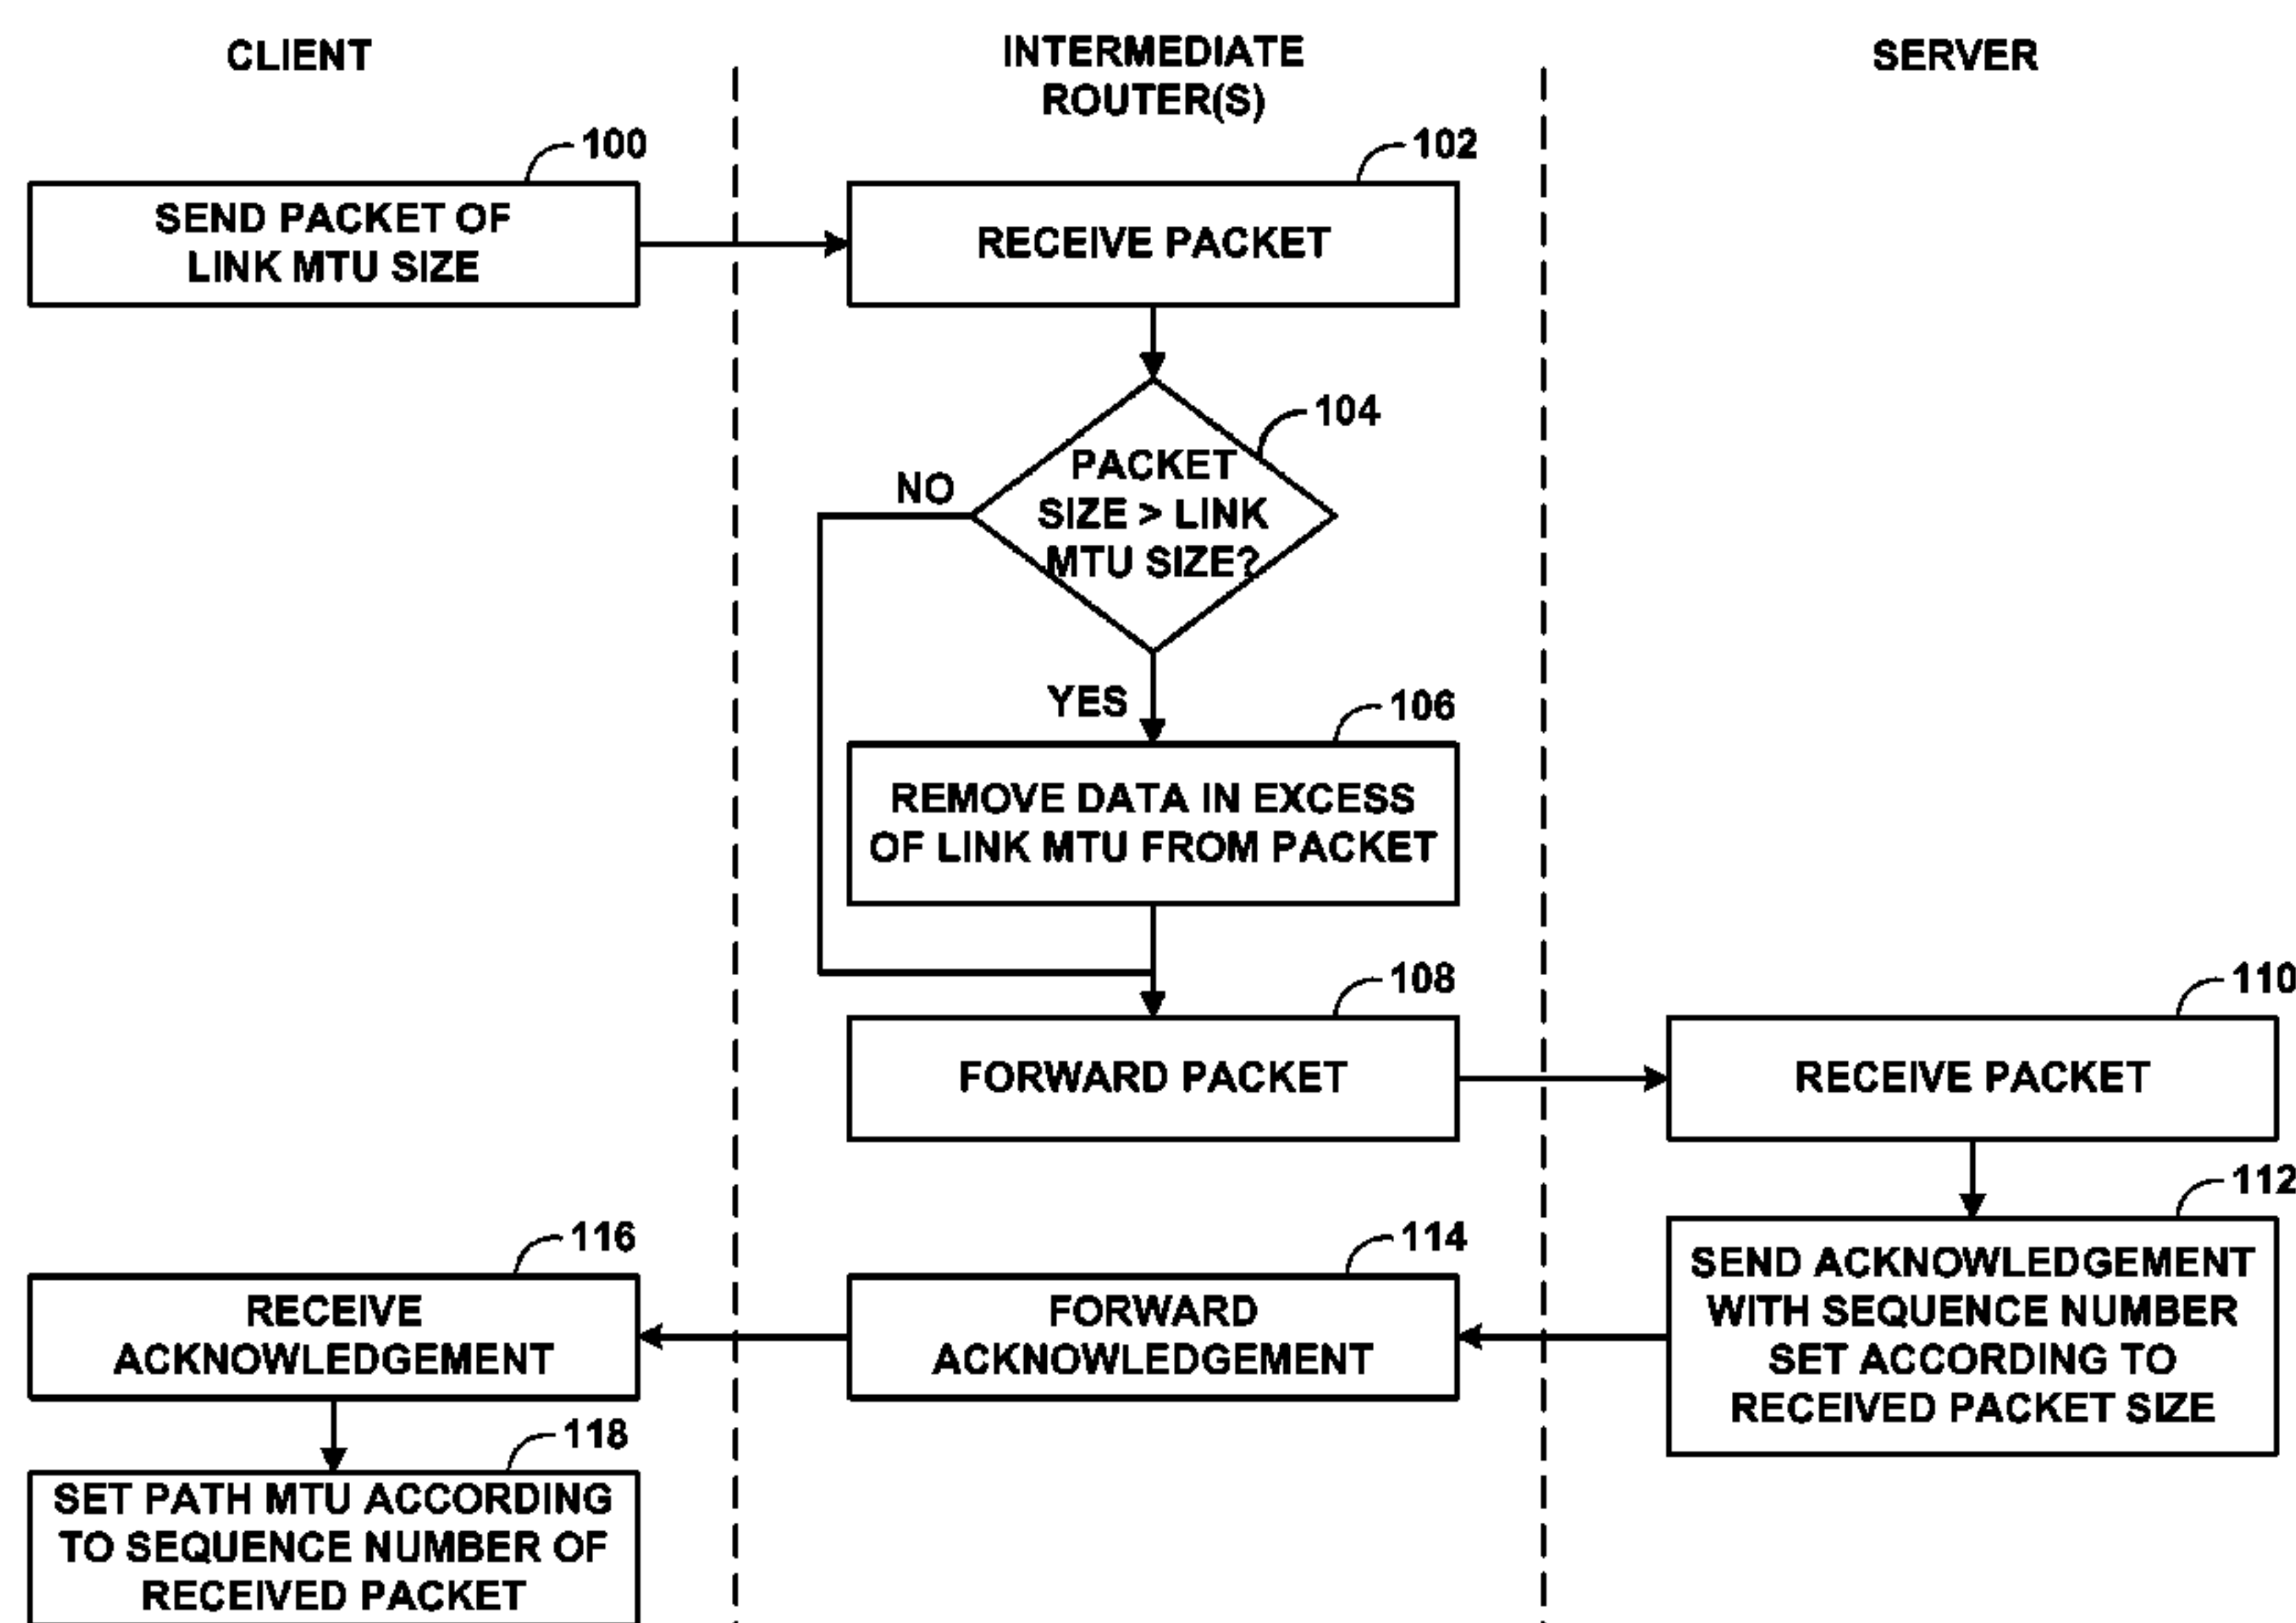 CLIENT
INTERMEDIATE
ROUTER(S)
SERVER
100
SEND PACKET OF
LINK MTU SIZE
102
RECEIVE PACKET
104
PACKET
SIZE > LINK
MTU SIZE?
NO
YES
106
REMOVE DATA IN EXCESS
OF LINK MTU FROM PACKET
108
FORWARD PACKET
110
RECEIVE PACKET
112
SEND ACKNOWLEDGEMENT
WITH SEQUENCE NUMBER
SET ACCORDING TO
RECEIVED PACKET SIZE
114
FORWARD
ACKNOWLEDGEMENT
116
RECEIVE
ACKNOWLEDGEMENT
118
SET PATH MTU ACCORDING
TO SEQUENCE NUMBER OF
RECEIVED PACKET